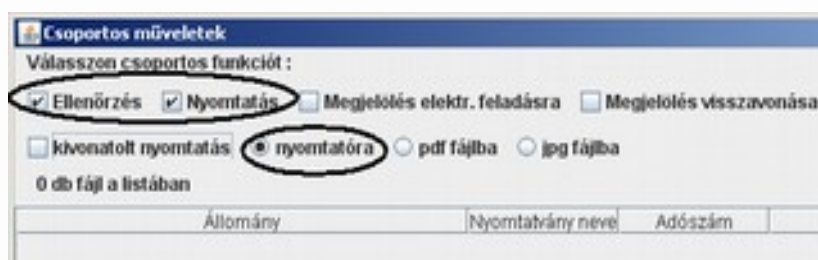 Csoportos műveletek
Válasszon csoportos funkciót :
Ellenőrzés Nyomtatás Megjelölés elektr. feladásra Megjelölés visszavonása
kivonatolt nyomtatás nyomtatóra pdf fájlba jpg fájlba
0 db fájl a listában
Állomány Nyomtatvány neve Adószám